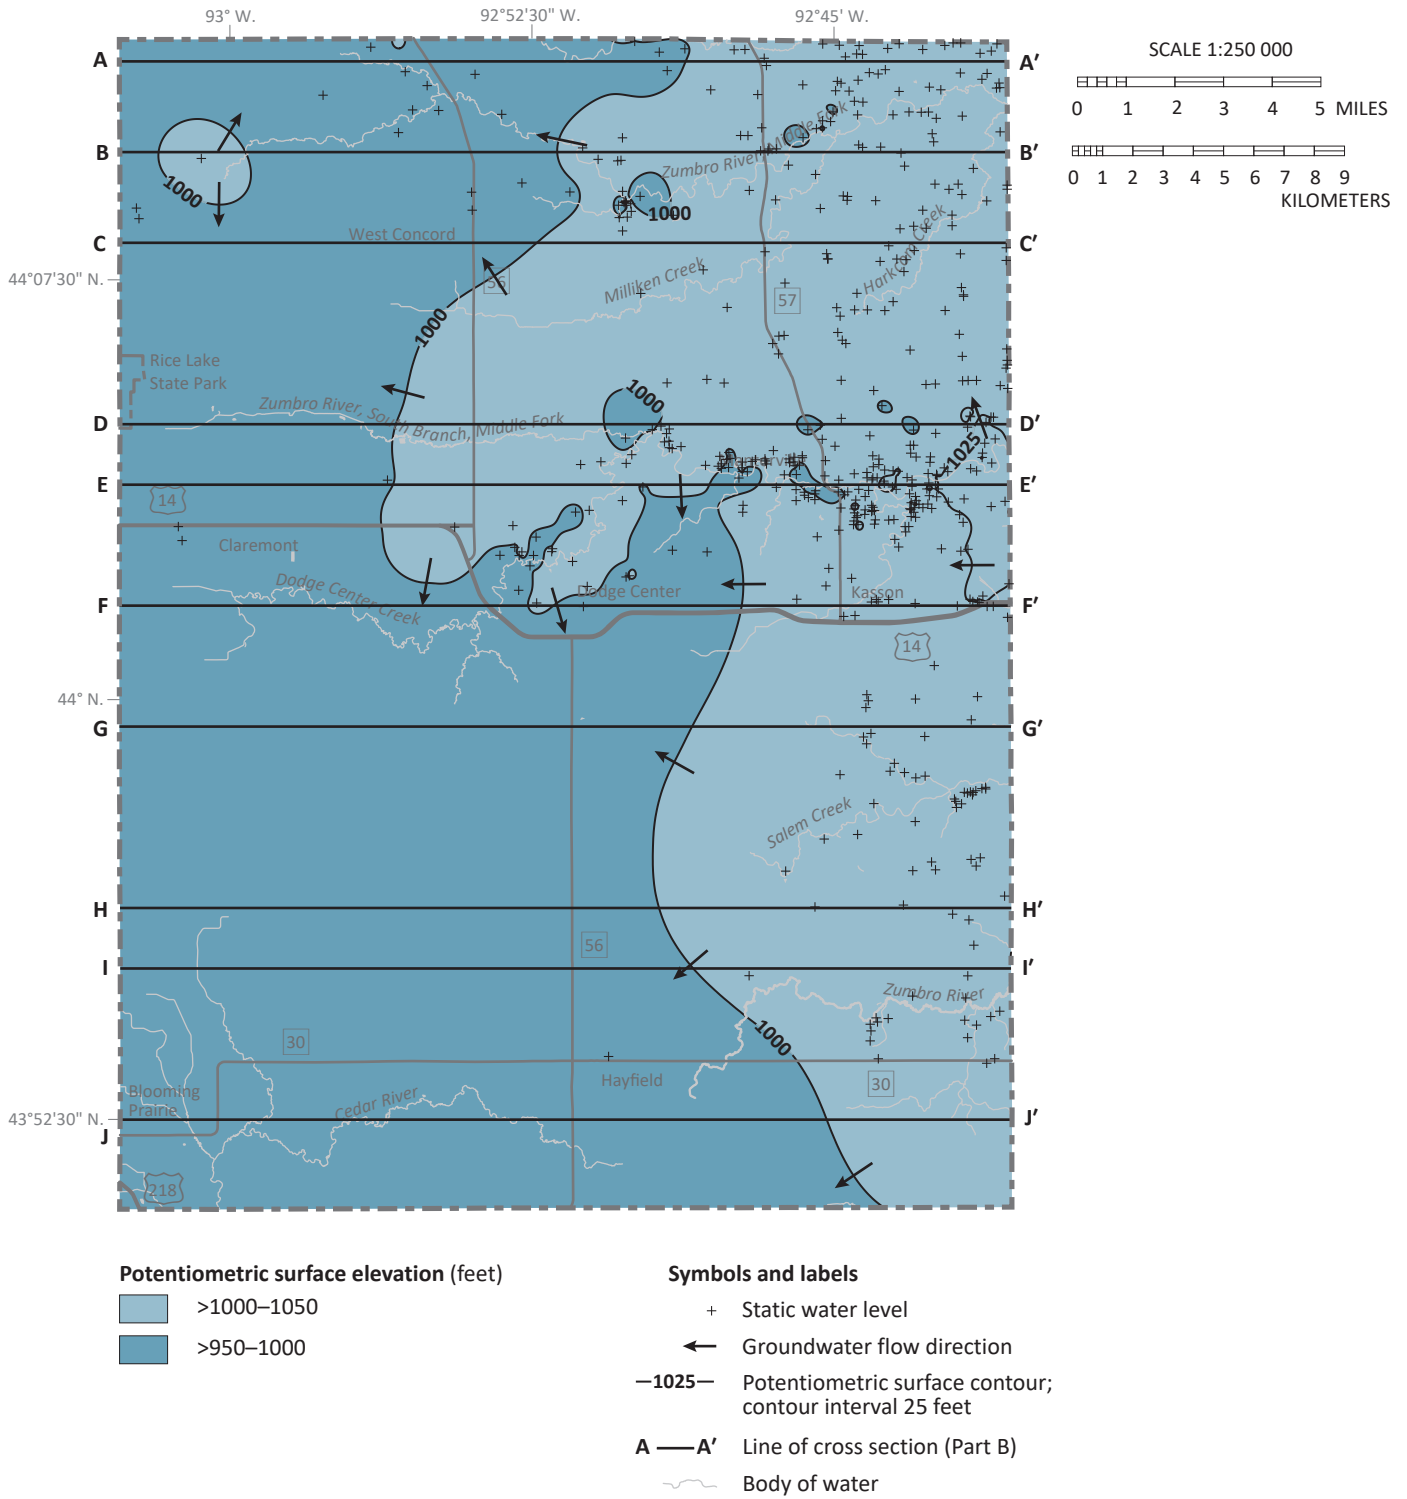 93° W.
92°52'30" W.
92°45' W.
SCALE 1:250 000
0 1 2 3 4 5 MILES
0 1 2 3 4 5 6 7 8 9
KILOMETERS
A A′
Zumbro River, Middle Fork
B B′
1000
1000
West Concord
C C′
Harkcom Creek
44°07'30" N.
Milliken Creek
56
57
1000
Rice Lake
State Park
1000
Zumbro River, South Branch, Middle Fork
D D′
1025
Mantorville
E E′
14
Claremont
Dodge Center Creek
Dodge Center
Kasson
F F′
14
44° N.
G G′
Salem Creek
H H′
56
I I′
Zumbro River
1000
30
Hayfield
30
Blooming
Prairie
Cedar River
43°52'30" N.
J J′
218
Potentiometric surface elevation (feet)
>1000–1050
>950–1000
Symbols and labels
+ Static water level
Groundwater flow direction
—1025— Potentiometric surface contour;
contour interval 25 feet
A — A′ Line of cross section (Part B)
Body of water